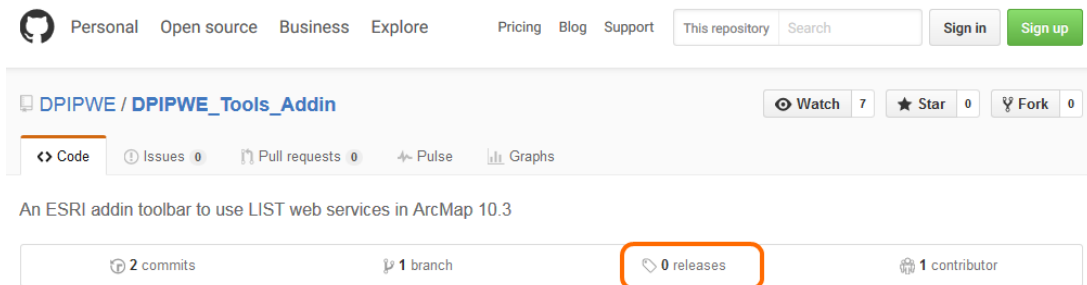 Personal Open source Business Explore Pricing Blog Support This repository Search Sign in Sign up
DPIPWE / DPIPWE_Tools_Addin Watch 7 Star 0 Fork 0
Code Issues 0 Pull requests 0 Pulse Graphs
An ESRI addin toolbar to use LIST web services in ArcMap 10.3
2 commits 1 branch 0 releases 1 contributor